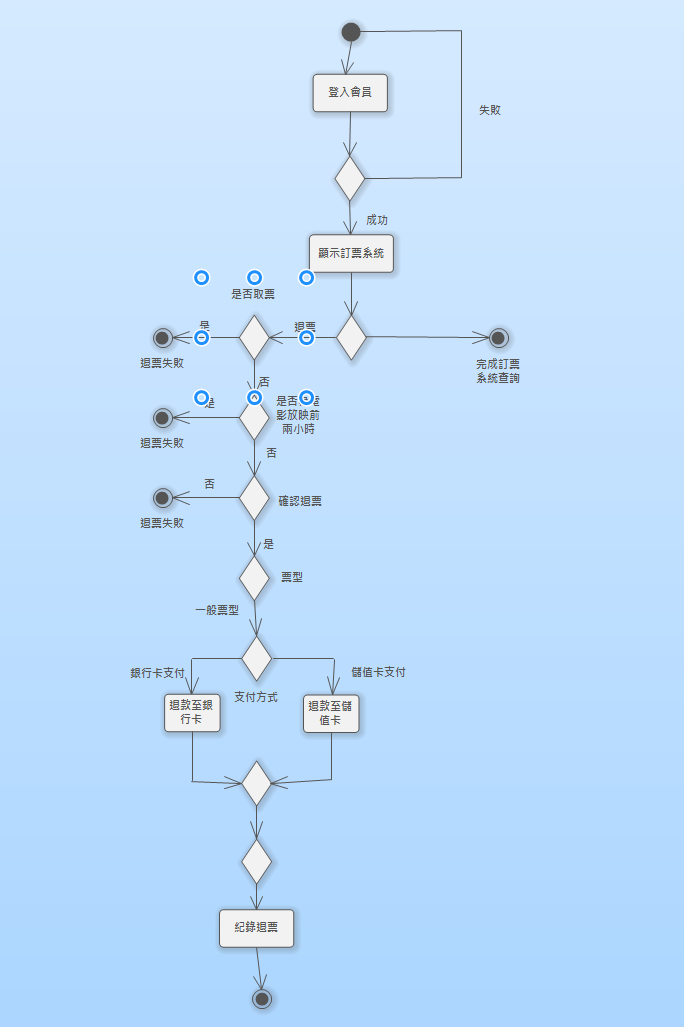 登入會員
失敗
成功
顯示訂票系統
是否取票
是
退票
退票失敗
完成訂票
系統查詢
否
是
是否
影放映前
兩小時
退票失敗
否
否
確認退票
退票失敗
是
票型
一般票型
銀行卡支付
儲值卡支付
支付方式
退款至銀
行卡
退款至儲
值卡
紀錄退票